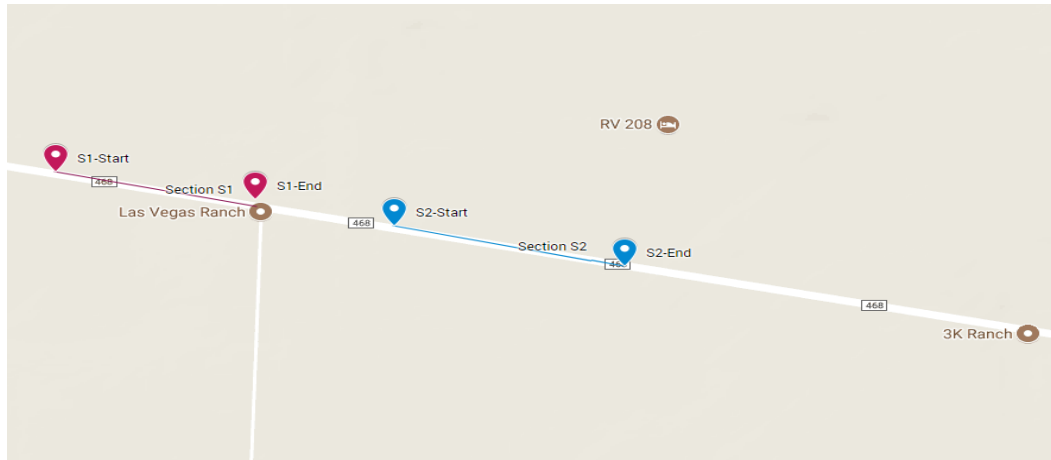 RV 208
S1-Start
468
Section S1
S1-End
Las Vegas Ranch
S2-Start
468
Section S2
S2-End
468
468
3K Ranch